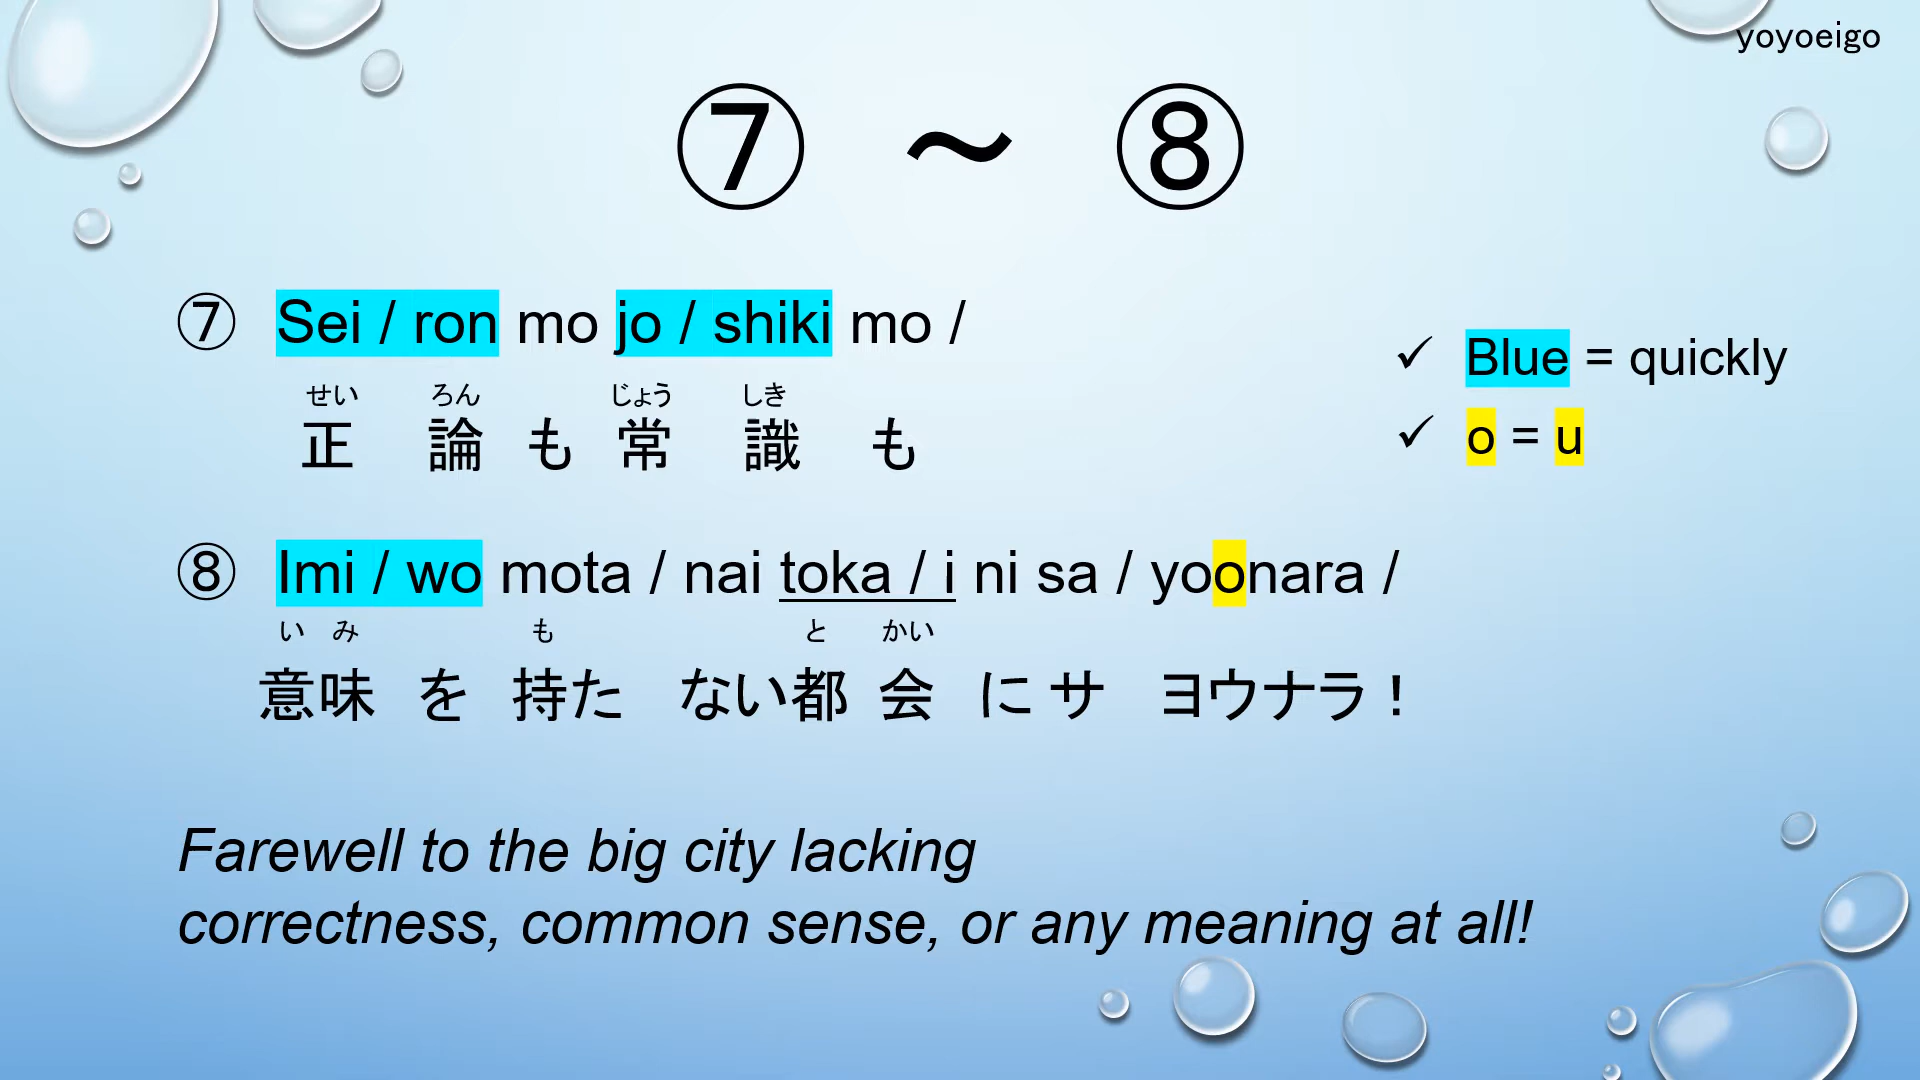 yoyoeigo
⑦ ～ ⑧
⑦ Sei / ron mo jo / shiki mo /
せい ろん じょう しき
正 論 も 常 識 も
✓ Blue = quickly
✓ o = u
⑧ Imi / wo mota / nai toka / i ni sa / yoonara /
い み も と かい
意味 を 持た ない都 会 に サ ヨウナラ！
Farewell to the big city lacking
correctness, common sense, or any meaning at all!